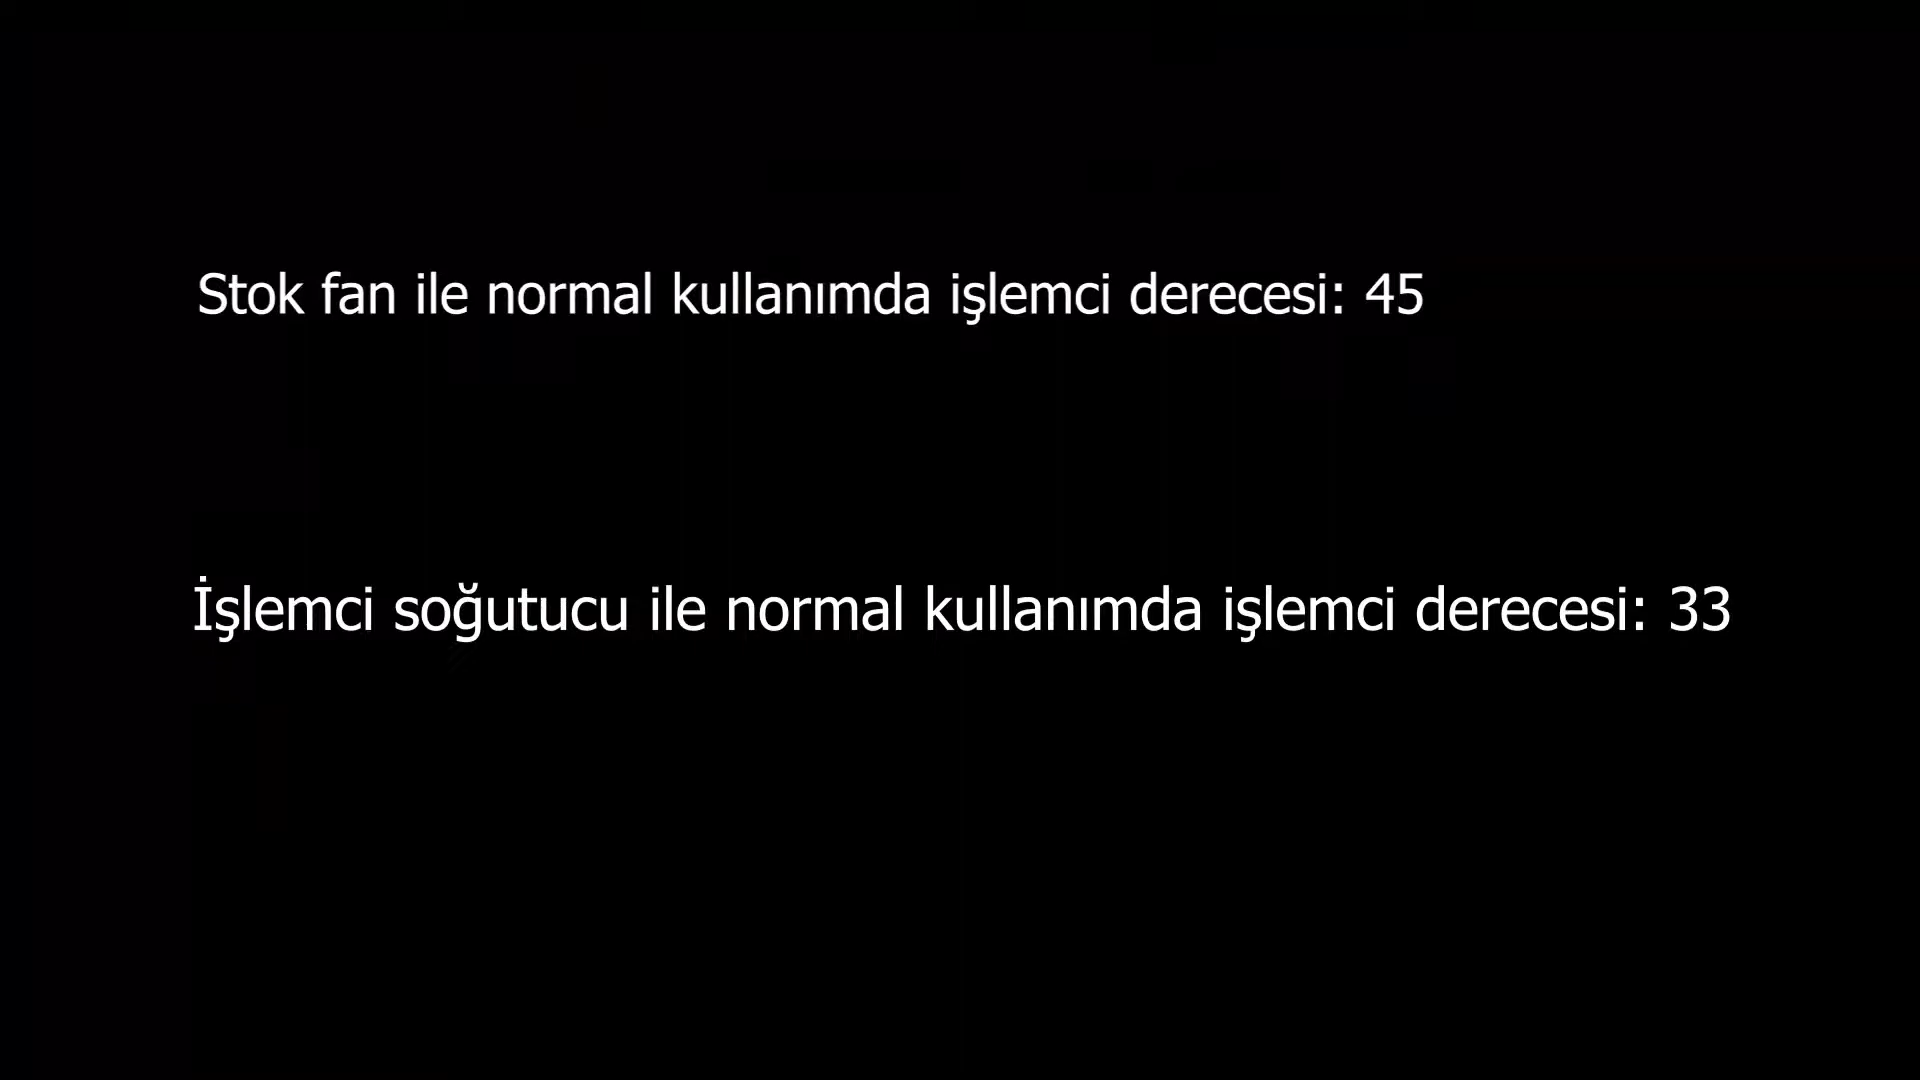 Stok fan ile normal kullanımda işlemci derecesi: 45
İşlemci soğutucu ile normal kullanımda işlemci derecesi: 33